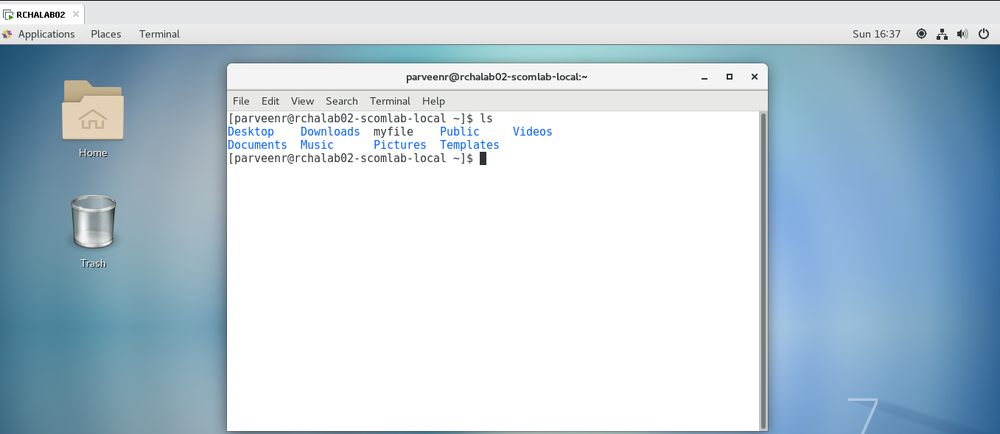 RCHALAB02
Applications Places Terminal Sun 16:37
parveenr@rchalab02-scomlab-local:~
File Edit View Search Terminal Help
[parveenr@rchalab02-scomlab-local ~]$ ls
Desktop Downloads myfile Public Videos
Documents Music Pictures Templates
[parveenr@rchalab02-scomlab-local ~]$
Home
Trash
7